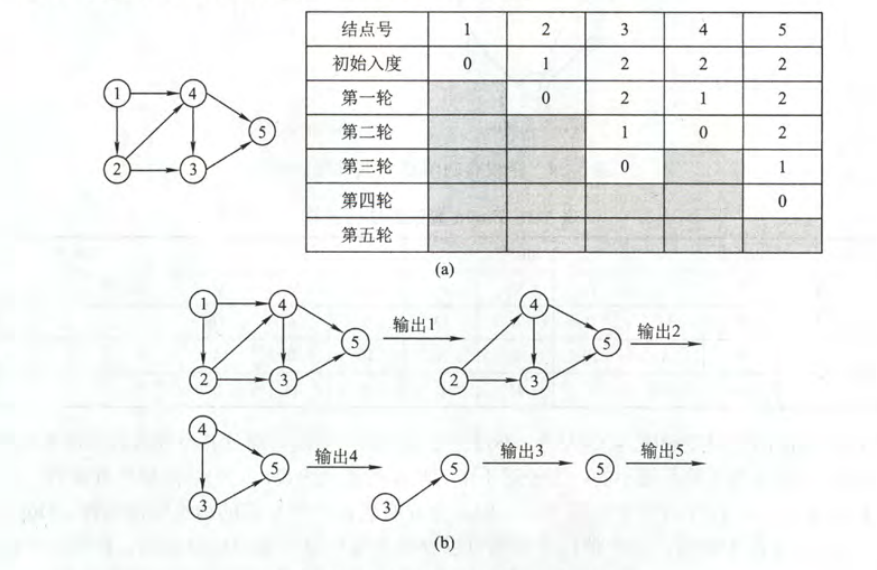 结点号 1 2 3 4 5
初始入度 0 1 2 2 2
第一轮 0 2 1 2
第二轮 1 0 2
第三轮 0 1
第四轮 0
第五轮
1 4
5
2 3
(a)
1 4 4
5 输出1 5 输出2
2 3 2 3
4
5 输出4 5 输出3 5 输出5
3 3
(b)